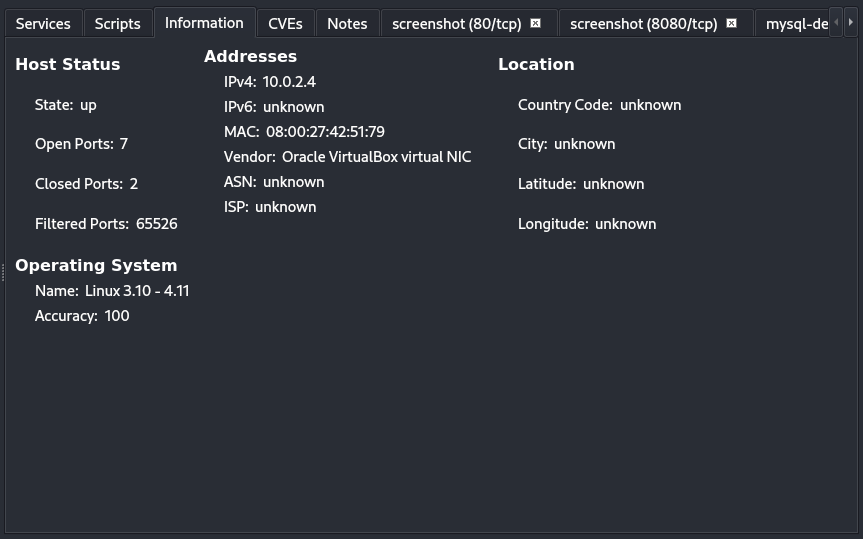 Services Scripts Information CVEs Notes screenshot (80/tcp) screenshot (8080/tcp) mysql-de
Host Status
State: up
Open Ports: 7
Closed Ports: 2
Filtered Ports: 65526
Addresses
IPv4: 10.0.2.4
IPv6: unknown
MAC: 08:00:27:42:51:79
Vendor: Oracle VirtualBox virtual NIC
ASN: unknown
ISP: unknown
Location
Country Code: unknown
City: unknown
Latitude: unknown
Longitude: unknown
Operating System
Name: Linux 3.10 - 4.11
Accuracy: 100